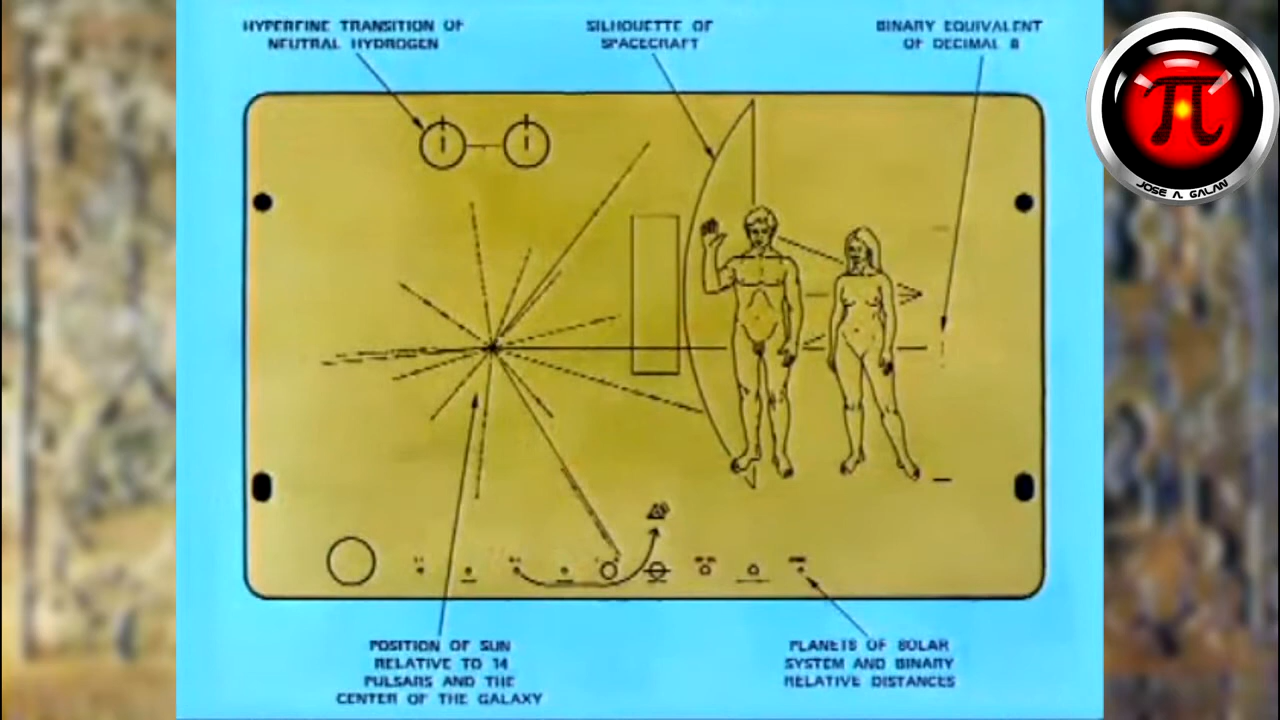 HYPERFINE TRANSITION OF
NEUTRAL HYDROGEN
SILHOUETTE OF
SPACECRAFT
BINARY EQUIVALENT
OF DECIMAL 8
π
JOSE A. GALAN
POSITION OF SUN
RELATIVE TO 14
PULSARS AND THE
CENTER OF THE GALAXY
PLANETS OF SOLAR
SYSTEM AND BINARY
RELATIVE DISTANCES